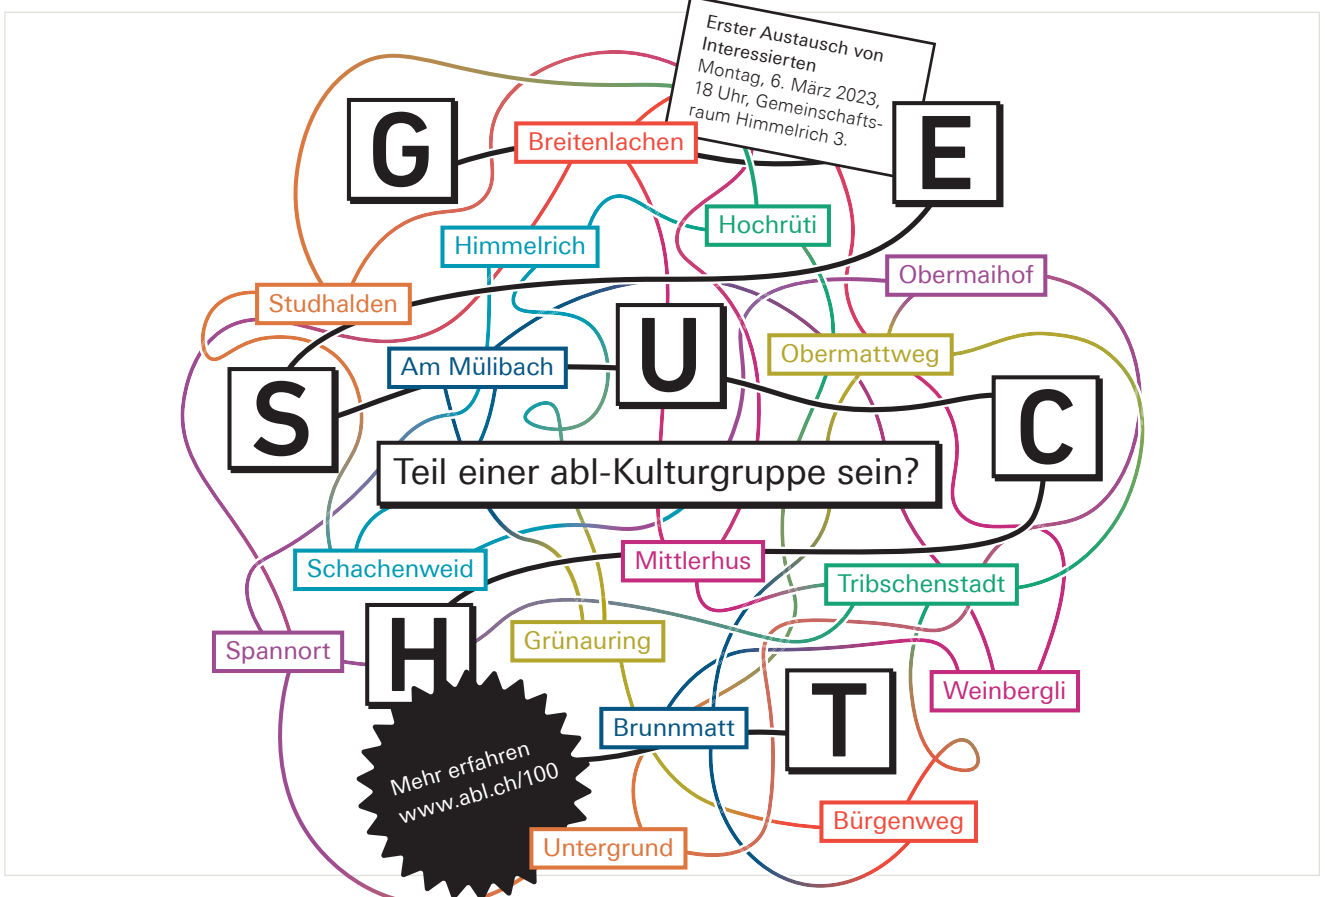 Erster Austausch von
Interessierten
Montag, 6. März 2023,
18 Uhr, Gemeinschafts-
raum Himmelrich 3.
G
Breitenlachen
E
Hochrüti
Himmelrich
Obermaihof
Studhalden
U
Obermattweg
Am Mülibach
S
C
Teil einer abl-Kulturgruppe sein?
Mittlerhus
Schachenweid
Tribschenstadt
H
Grünauring
Spannort
Weinbergli
Brunnmatt
T
Mehr erfahren
www.abl.ch/100
Bürgenweg
Untergrund